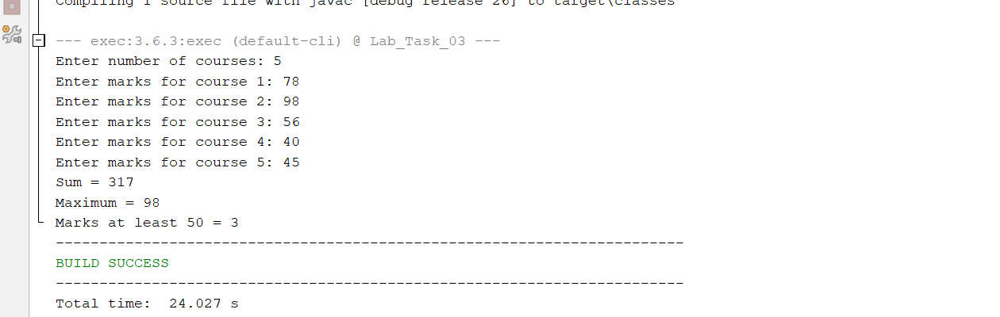 Compiling 1 source file with javac [debug release 26] to target\classes
--- exec:3.6.3:exec (default-cli) @ Lab_Task_03 ---
Enter number of courses: 5
Enter marks for course 1: 78
Enter marks for course 2: 98
Enter marks for course 3: 56
Enter marks for course 4: 40
Enter marks for course 5: 45
Sum = 317
Maximum = 98
Marks at least 50 = 3
------------------------------------------------------------------------
BUILD SUCCESS
------------------------------------------------------------------------
Total time:  24.027 s